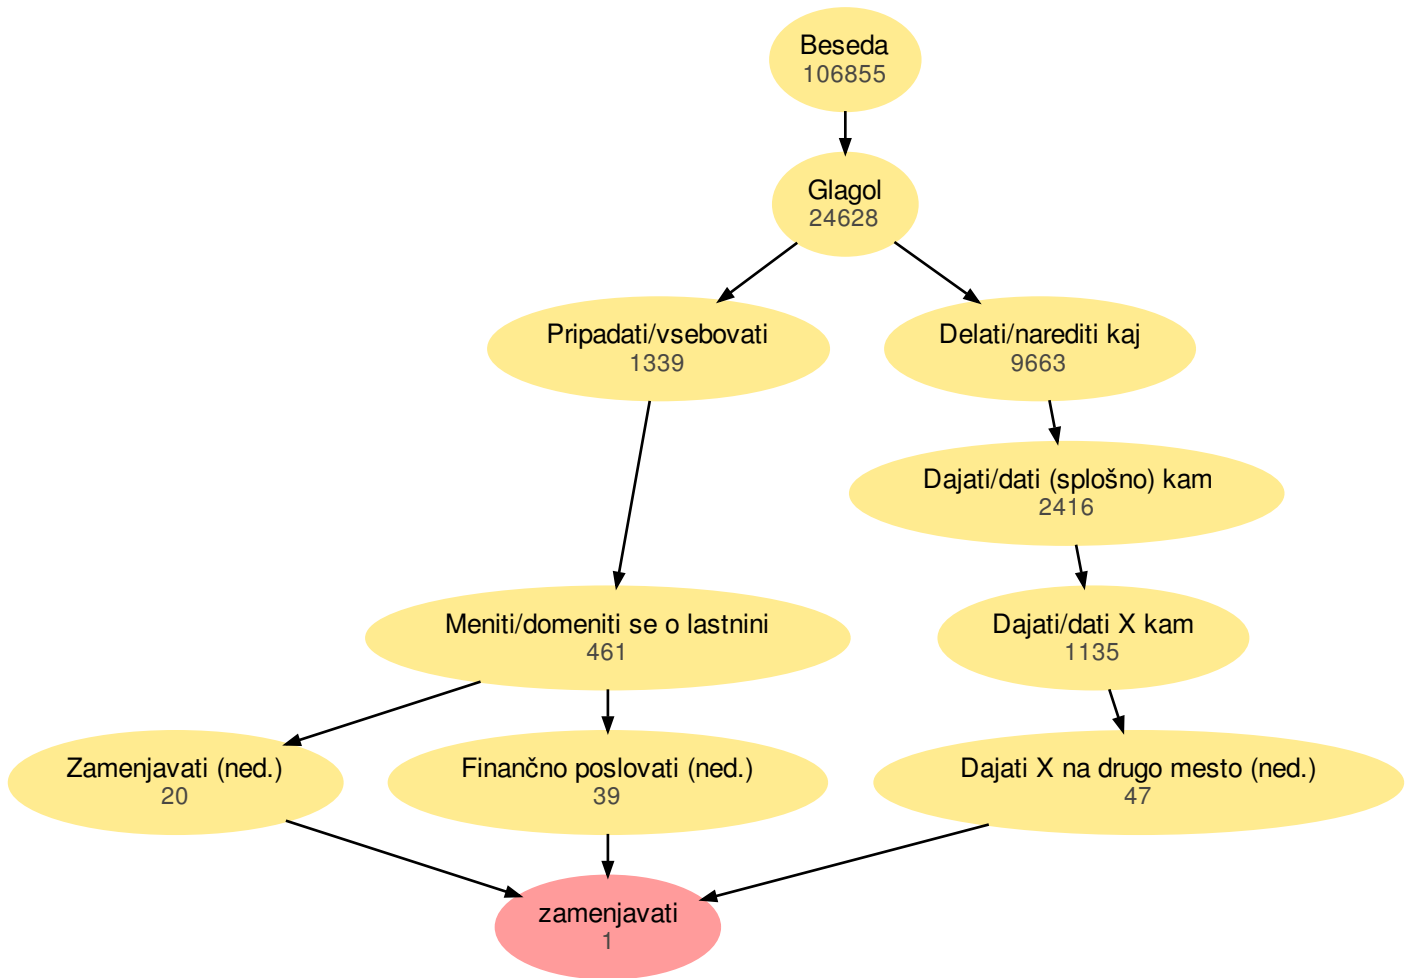 Beseda
106855
Glagol
24628
Pripadati/vsebovati
1339
Delati/narediti kaj
9663
Dajati/dati (splošno) kam
2416
Meniti/domeniti se o lastnini
461
Dajati/dati X kam
1135
Zamenjavati (ned.)
20
Finančno poslovati (ned.)
39
Dajati X na drugo mesto (ned.)
47
zamenjavati
1